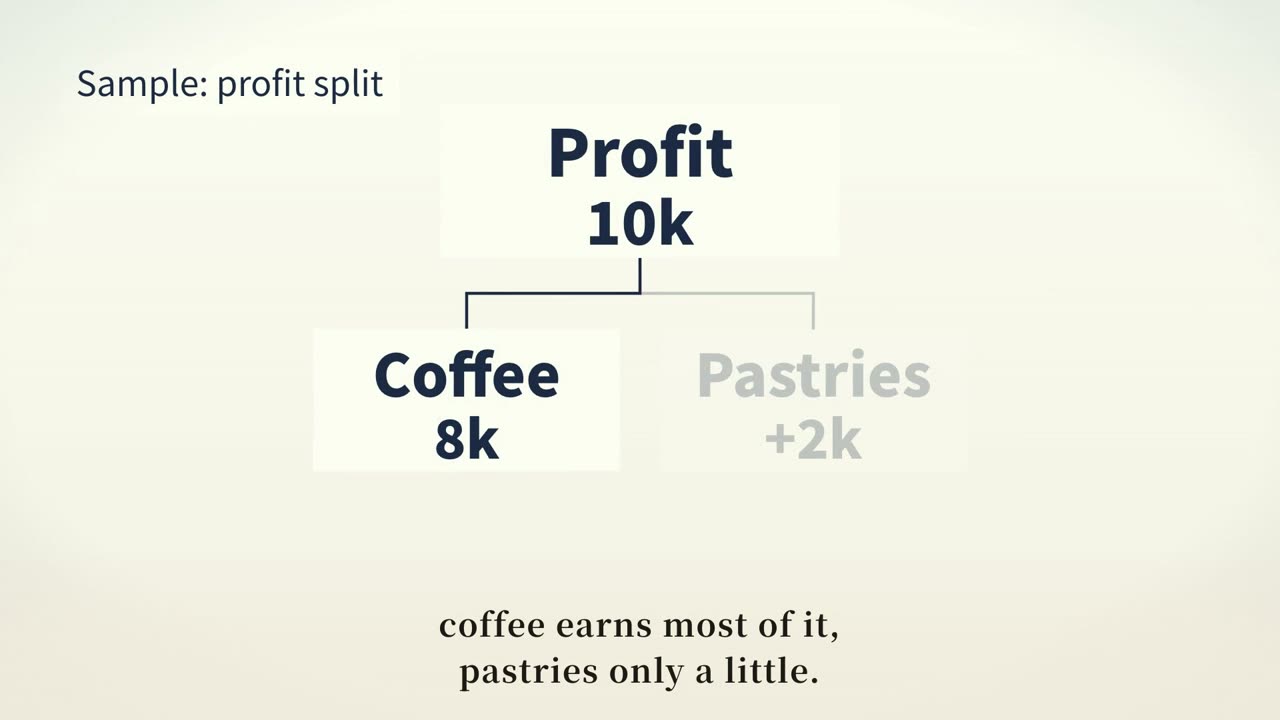 Sample: profit split
Profit
10k
Coffee
8k
Pastries
+2k
coffee earns most of it,
pastries only a little.